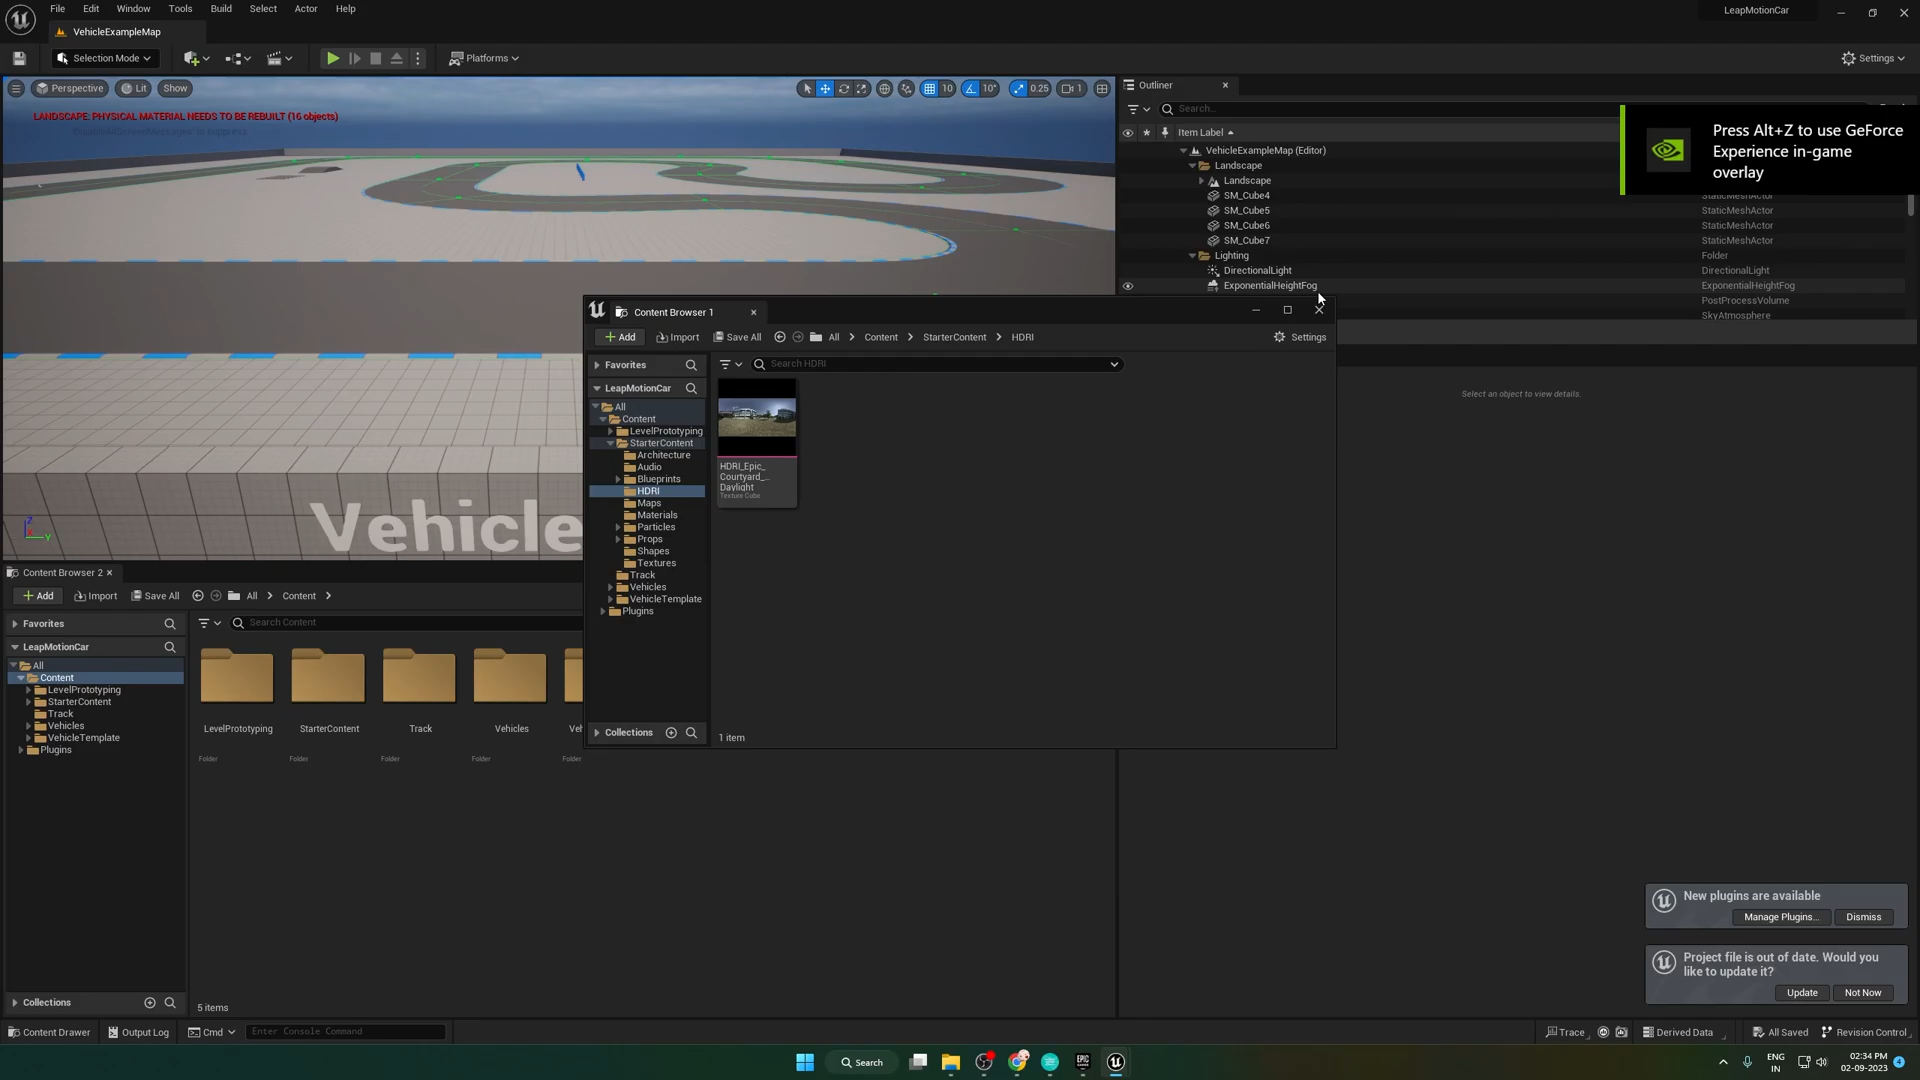 File Edit Window Tools Build Select Actor Help
LeapMotionCar
VehicleExampleMap
Selection Mode
Platforms
Settings
Perspective Lit Show
10 10° 0.25 1
LANDSCAPE: PHYSICAL MATERIAL NEEDS TO BE REBUILT (16 objects)
'DisableAllScreenMessages' to suppress
Vehicle
Outliner
Search...
Item Label
VehicleExampleMap (Editor)
Landscape
Landscape
SM_Cube4 StaticMeshActor
SM_Cube5 StaticMeshActor
SM_Cube6 StaticMeshActor
SM_Cube7 StaticMeshActor
Lighting Folder
DirectionalLight DirectionalLight
ExponentialHeightFog ExponentialHeightFog
PostProcessVolume
SkyAtmosphere
Press Alt+Z to use GeForce
Experience in-game
overlay
Select an object to view details.
Content Browser 1
Add Import Save All All Content StarterContent HDRI Settings
Favorites
Search HDRI
LeapMotionCar
All
Content
LevelPrototyping
StarterContent
Architecture
Audio
Blueprints
HDRI
Maps
Materials
Particles
Props
Shapes
Textures
Track
Vehicles
VehicleTemplate
Plugins
HDRI_Epic_
Courtyard_...
Daylight
Texture Cube
Collections
1 item
Content Browser 2
Add Import Save All All Content
Favorites
Search Content
LeapMotionCar
All
Content
LevelPrototyping
StarterContent
Track
Vehicles
VehicleTemplate
Plugins
LevelPrototyping StarterContent Track Vehicles Veh
Folder Folder Folder Folder Folder
Collections
5 items
New plugins are available
Manage Plugins... Dismiss
Project file is out of date. Would you
like to update it?
Update Not Now
Content Drawer Output Log Cmd Enter Console Command
Trace Derived Data All Saved Revision Control
Search
EPIC
GAMES
ENG
IN
02:34 PM
02-09-2023
4